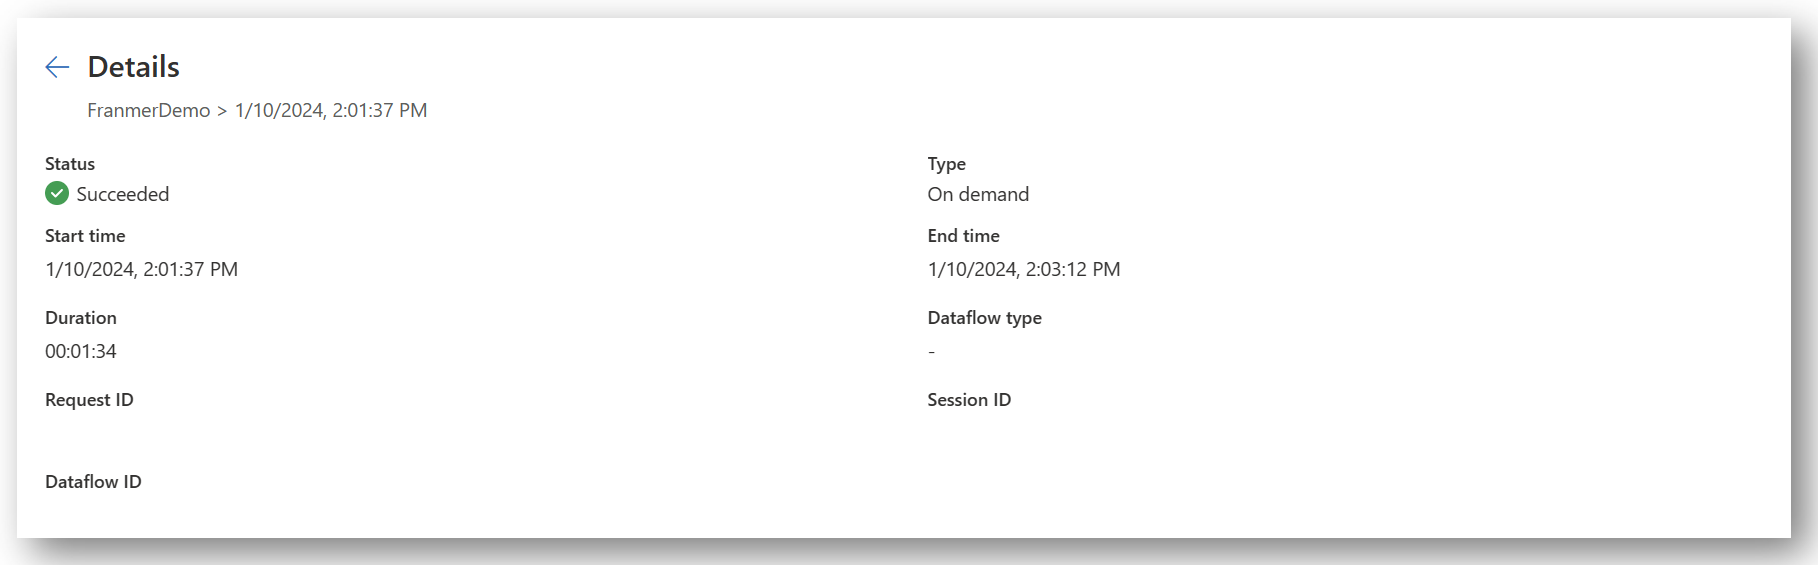 Details
FranmerDemo > 1/10/2024, 2:01:37 PM
Status
Type
Succeeded
On demand
Start time
End time
1/10/2024, 2:01:37 PM
1/10/2024, 2:03:12 PM
Duration
Dataflow type
00:01:34
-
Request ID
Session ID
Dataflow ID